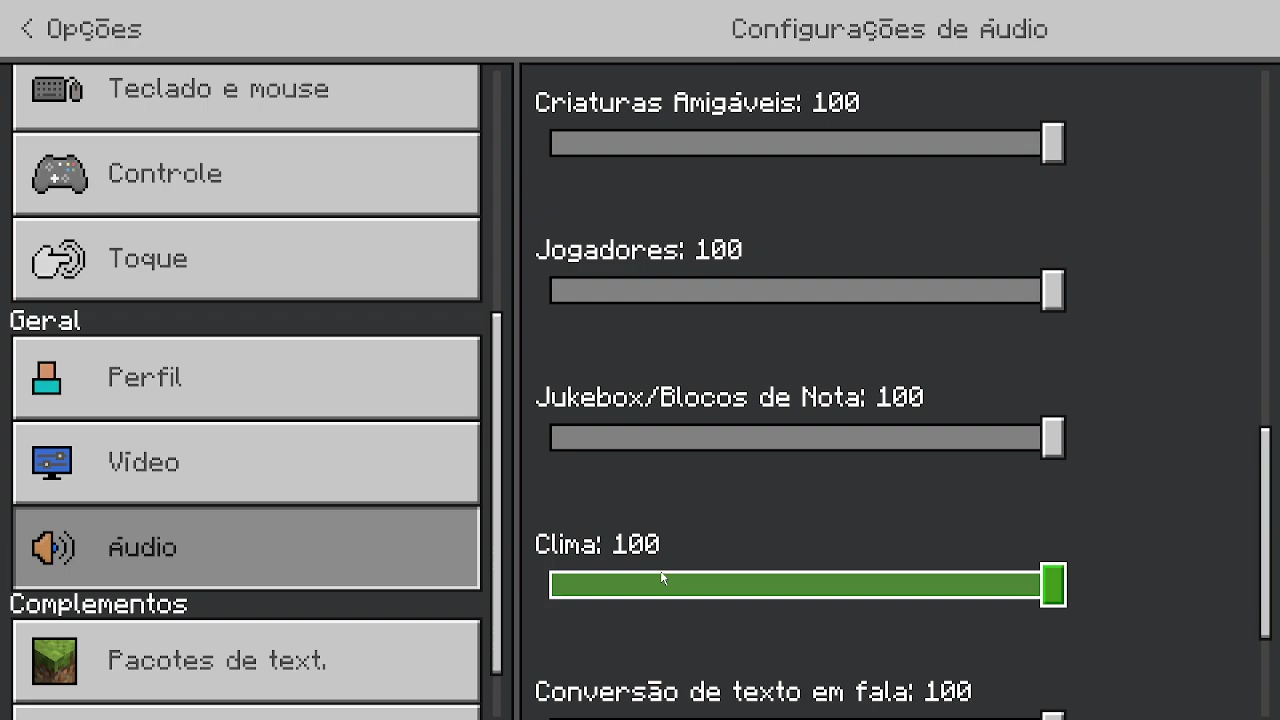 Opções
Configurações de Áudio
Teclado e mouse
Controle
Toque
Geral
Perfil
Vídeo
Áudio
Complementos
Pacotes de text.
Criaturas Amigáveis: 100
Jogadores: 100
Jukebox/Blocos de Nota: 100
Clima: 100
Conversão de texto em fala: 100